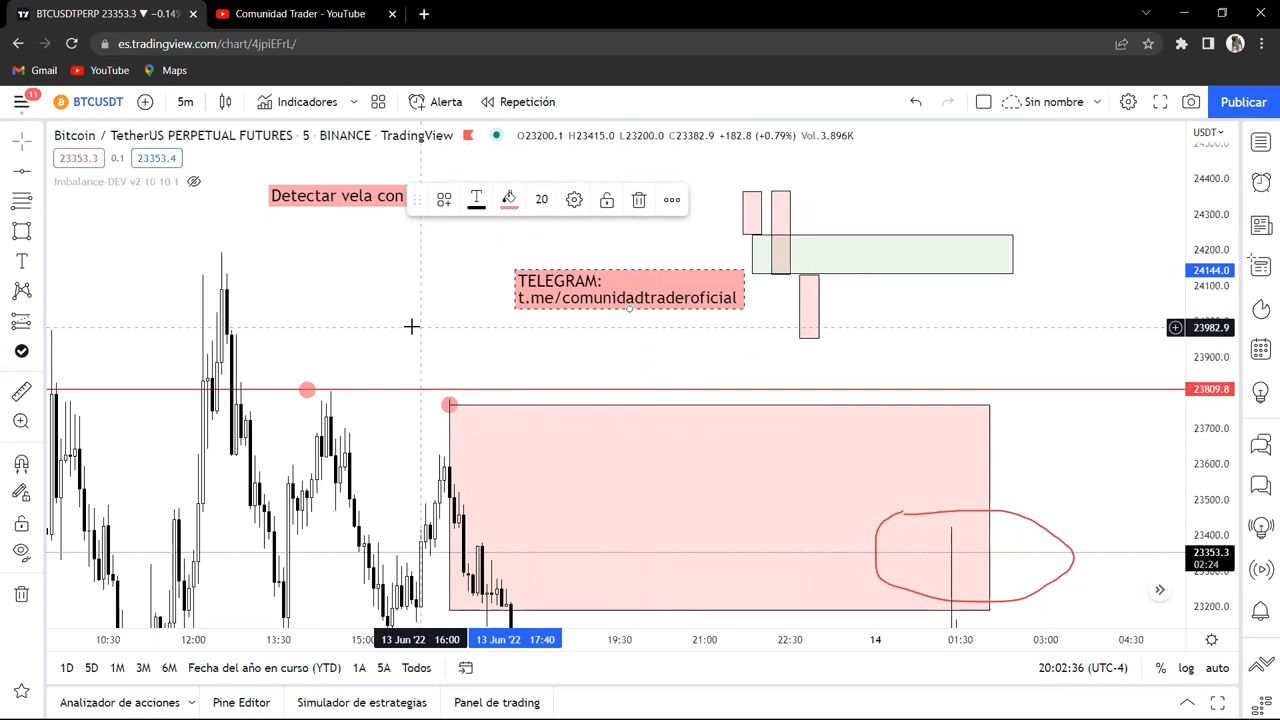 BTCUSDTPERP 23353.3 ▼ −0.14%
Comunidad Trader - YouTube
es.tradingview.com/chart/4jpiEFrL/
Gmail
YouTube
Maps
11
BTCUSDT
5m
Indicadores
Alerta
Repetición
Sin nombre
Publicar
Bitcoin / TetherUS PERPETUAL FUTURES · 5 · BINANCE · TradingView
O23200.1 H23415.0 L23200.0 C23382.9 +182.8 (+0.79%) Vol.3.896K
USDT
23353.3
0.1
23353.4
Imbalance-DEV v2 10 10 1
Detectar vela con
20
TELEGRAM:
t.me/comunidadtraderoficial
24400.0
24300.0
24200.0
24144.0
24100.0
23982.9
23900.0
23809.8
23700.0
23600.0
23500.0
23400.0
23353.3
02:24
23200.0
10:30
12:00
13:30
15:00
13 Jun '22 16:00
13 Jun '22 17:40
19:30
21:00
22:30
14
01:30
03:00
04:30
1D
5D
1M
3M
6M
Fecha del año en curso (YTD)
1A
5A
Todos
20:02:36 (UTC-4)
%
log
auto
Analizador de acciones
Pine Editor
Simulador de estrategias
Panel de trading